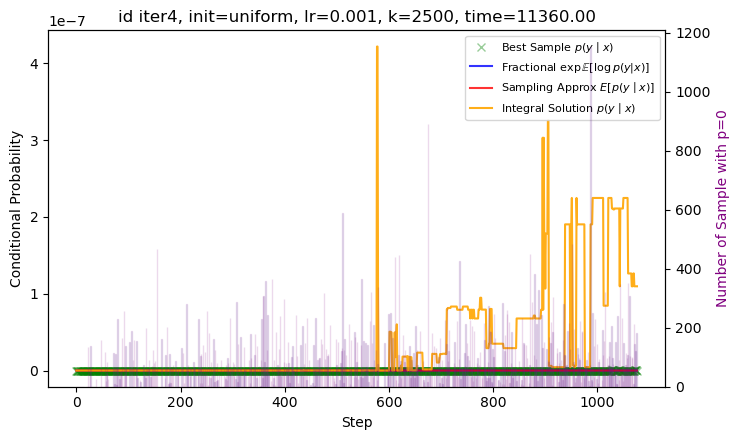 id iter4, init=uniform, lr=0.001, k=2500, time=11360.00
1e−7
Best Sample p(y | x)
Fractional exp𝔼[log p(y|x)]
Sampling Approx E[p(y | x)]
Integral Solution p(y | x)
Conditional Probability
4
3
2
1
0
Number of Sample with p=0
1200
1000
800
600
400
200
0
0
200
400
600
800
1000
Step